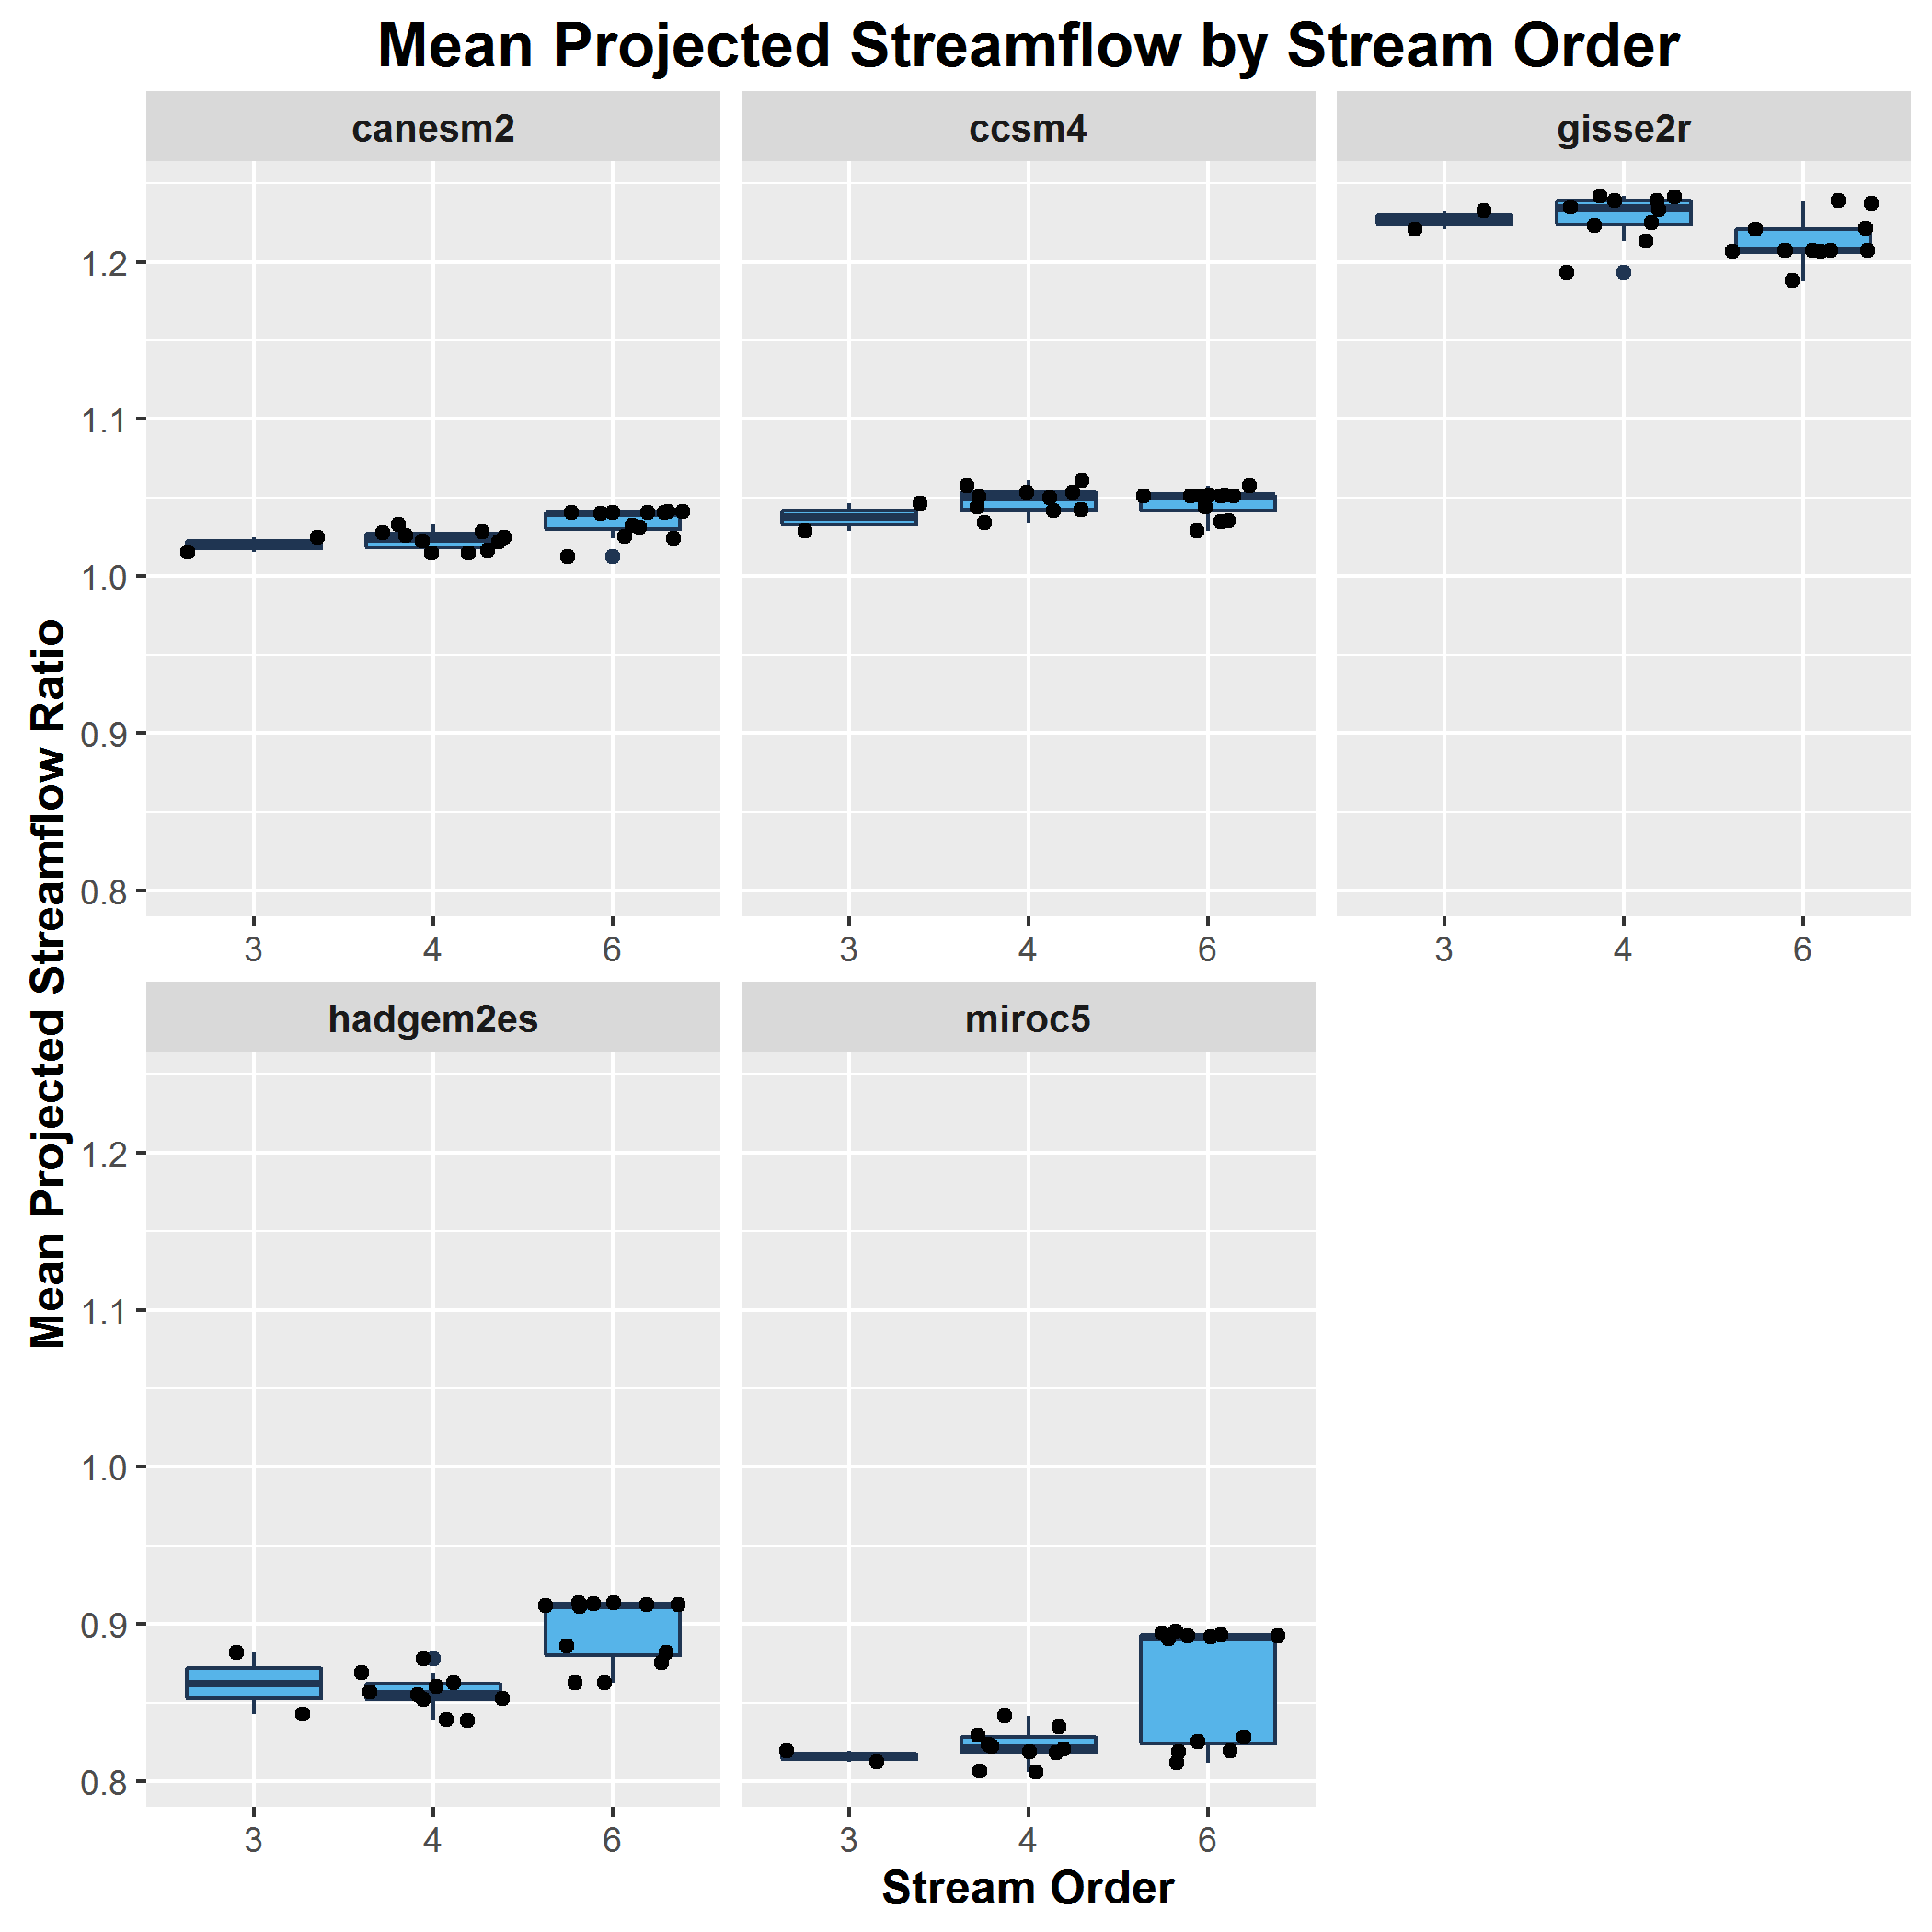 Mean Projected Streamflow by Stream Order
canesm2 ccsm4 gisse2r
1.2
1.1
1.0
0.9
0.8
3 4 6 3 4 6 3 4 6
Mean Projected Streamflow Ratio
hadgem2es miroc5
1.2
1.1
1.0
0.9
0.8
3 4 6 3 4 6
Stream Order